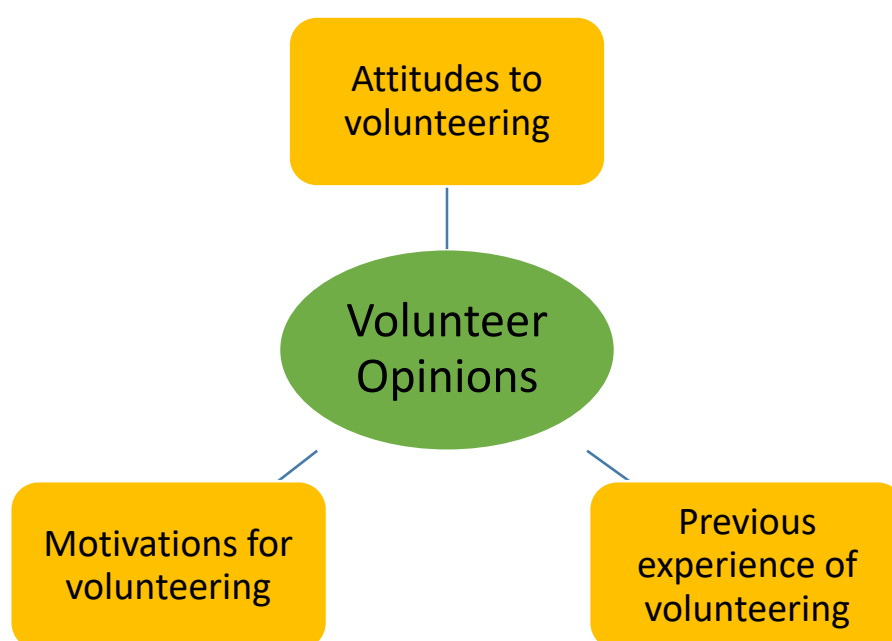 Attitudes to
volunteering
Volunteer
Opinions
Motivations for
volunteering
Previous
experience of
volunteering